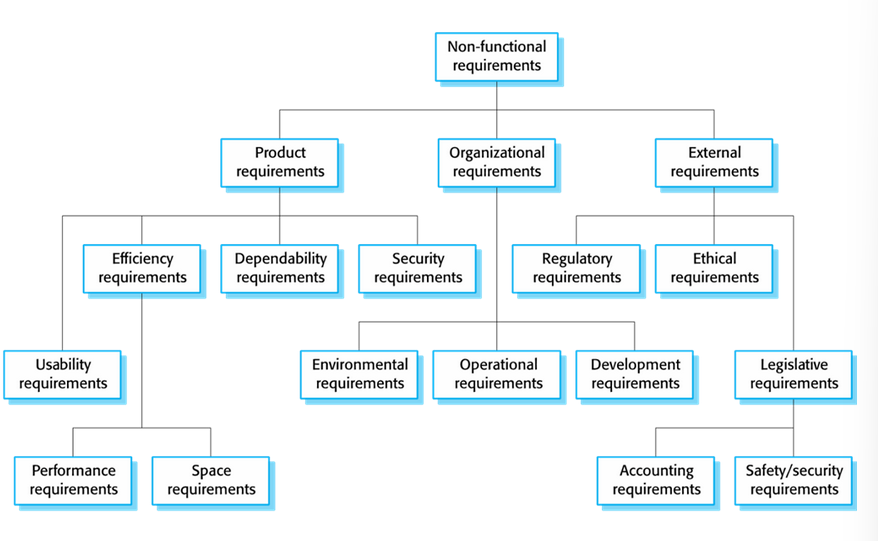 Non-functional
requirements
Product
requirements
Organizational
requirements
External
requirements
Efficiency
requirements
Dependability
requirements
Security
requirements
Regulatory
requirements
Ethical
requirements
Usability
requirements
Environmental
requirements
Operational
requirements
Development
requirements
Legislative
requirements
Performance
requirements
Space
requirements
Accounting
requirements
Safety/security
requirements